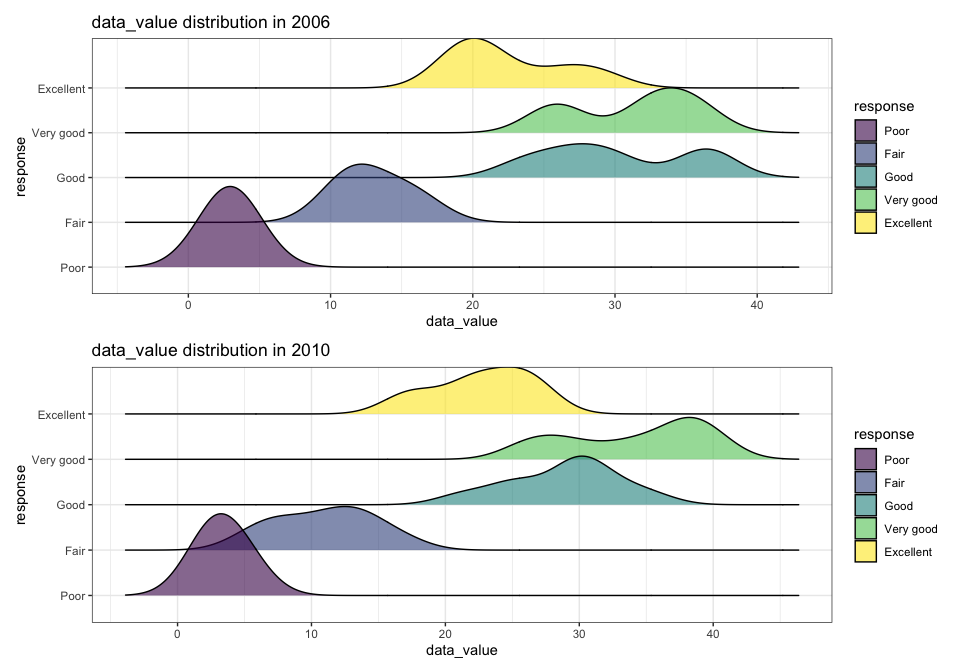 data_value distribution in 2006
response
Excellent
Very good
Good
Fair
Poor
0 10 20 30 40
data_value
response
Poor
Fair
Good
Very good
Excellent
data_value distribution in 2010
response
Excellent
Very good
Good
Fair
Poor
0 10 20 30 40
data_value
response
Poor
Fair
Good
Very good
Excellent